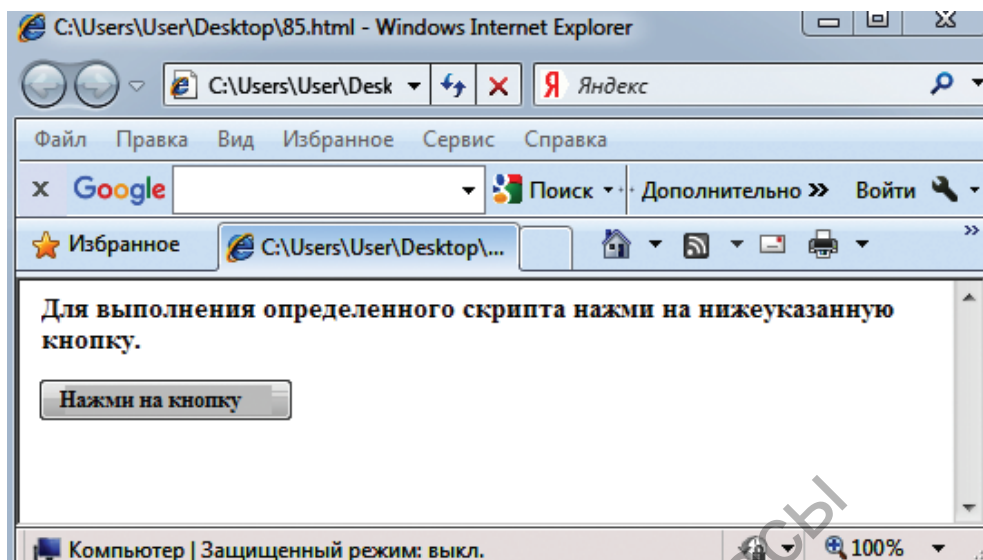 C:\Users\User\Desktop\85.html - Windows Internet Explorer
C:\Users\User\Desk Я Яндекс
Файл Правка Вид Избранное Сервис Справка
x Google Поиск Дополнительно » Войти
Избранное C:\Users\User\Desktop\... »
Для выполнения определенного скрипта нажми на нижеуказанную
кнопку.
Нажми на кнопку
Компьютер | Защищенный режим: выкл. 100%